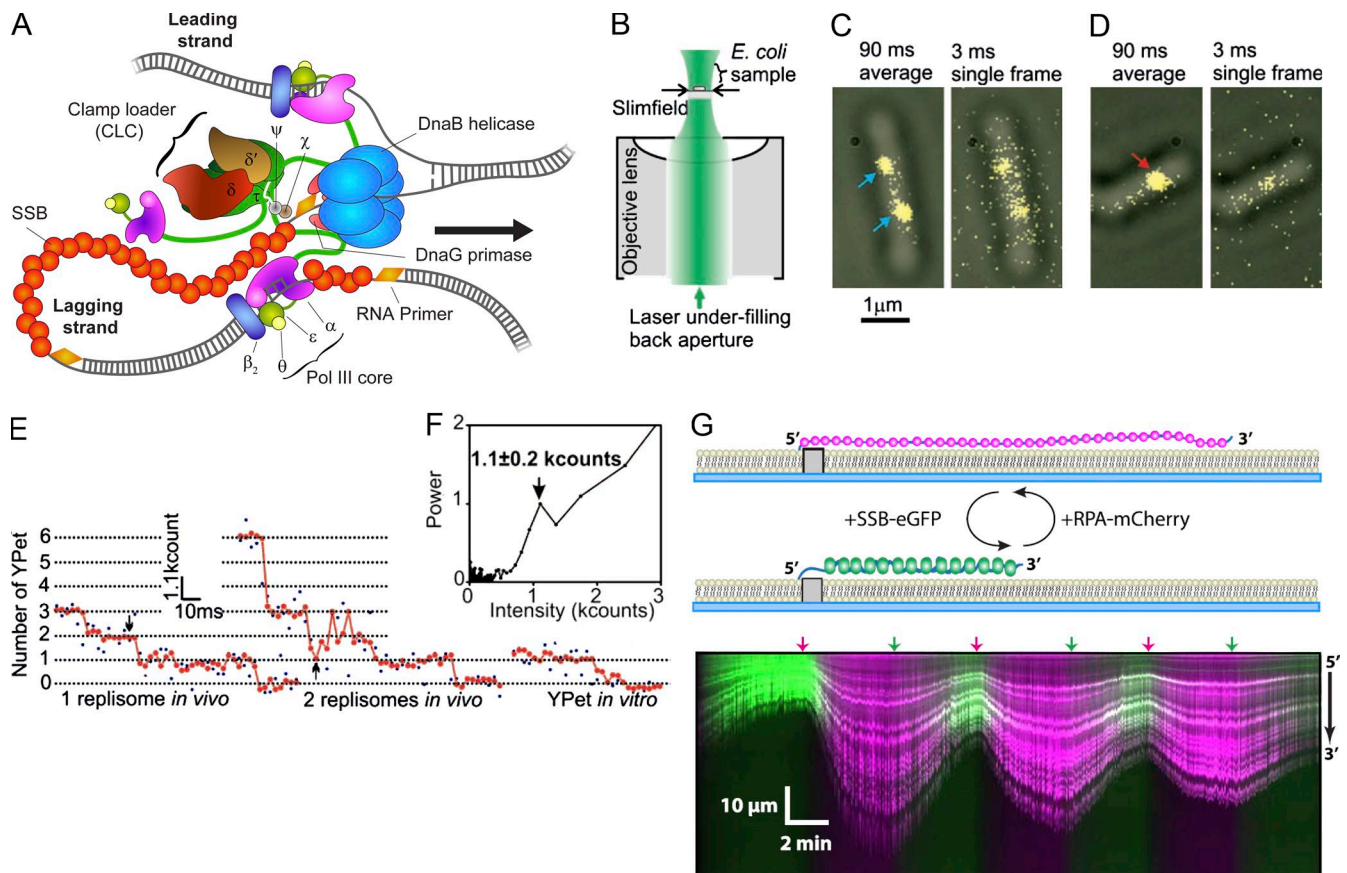 A
Leading
strand
Clamp loader
(CLC)
ψ
χ
DnaB helicase
δ′
δ
τ
SSB
DnaG primase
Lagging
strand
RNA Primer
α
ε
β2
θ
Pol III core
B
E. coli
sample
Slimfield
Objective lens
Laser under-filling
back aperture
C
90 ms
average
3 ms
single frame
1μm
D
90 ms
average
3 ms
single frame
E
Number of YPet
6
5
4
3
2
1
0
1.1kcount
10ms
1 replisome in vivo
2 replisomes in vivo
YPet in vitro
F
Power
2
1
0
1.1±0.2 kcounts
0 1 2 3
Intensity (kcounts)
G
5′
3′
+SSB-eGFP
+RPA-mCherry
5′
3′
5′
3′
10 μm
2 min